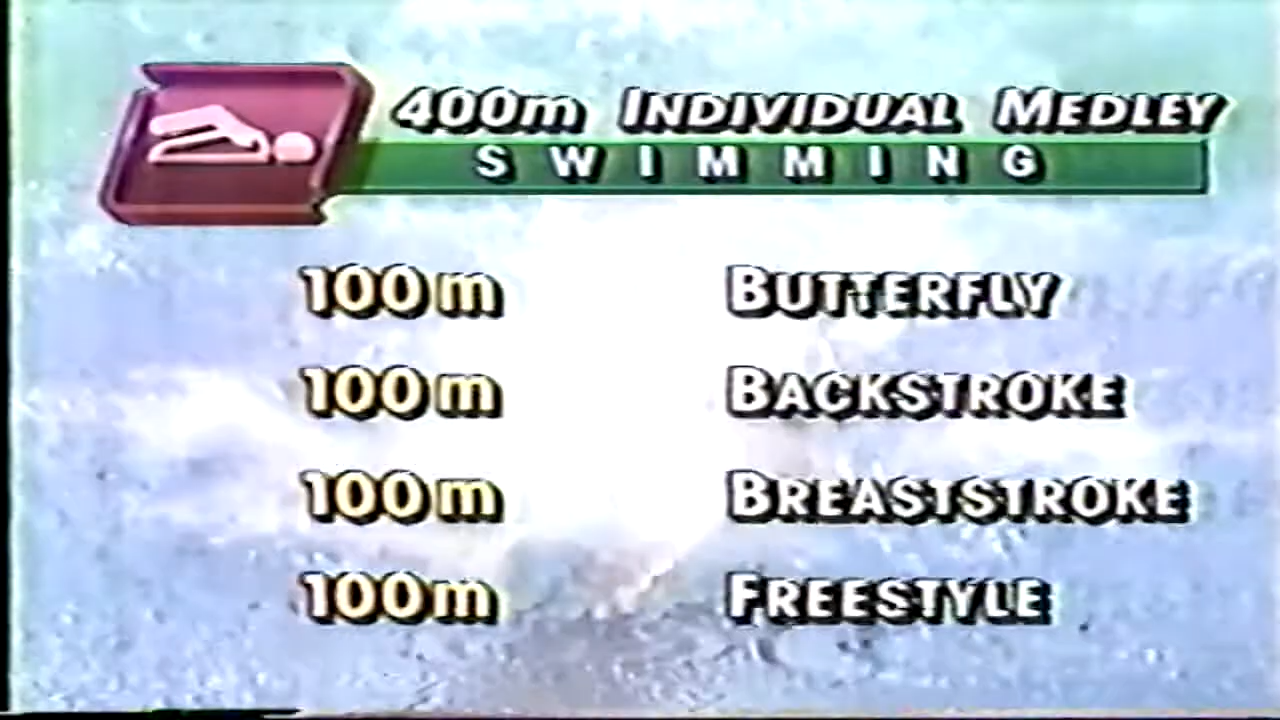 400m INDIVIDUAL MEDLEY
SWIMMING
100m BUTTERFLY
100m BACKSTROKE
100m BREASTSTROKE
100m FREESTYLE